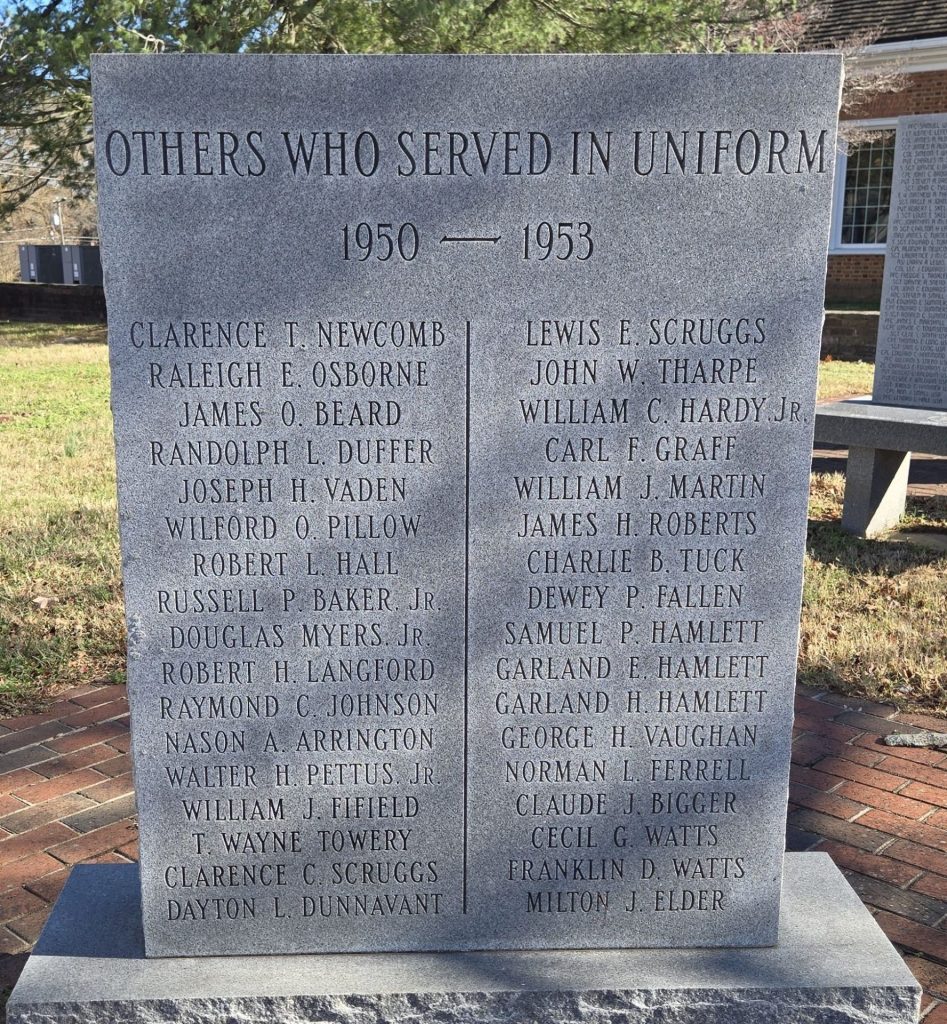 OTHERS WHO SERVED IN UNIFORM
1950 — 1953
CLARENCE T. NEWCOMB
RALEIGH E. OSBORNE
JAMES O. BEARD
RANDOLPH L. DUFFER
JOSEPH H. VADEN
WILFORD O. PILLOW
ROBERT L. HALL
RUSSELL P. BAKER, JR.
DOUGLAS MYERS, JR.
ROBERT H. LANGFORD
RAYMOND C. JOHNSON
NASON A. ARRINGTON
WALTER H. PETTUS, JR.
WILLIAM J. FIFIELD
T. WAYNE TOWERY
CLARENCE C. SCRUGGS
DAYTON L. DUNNAVANT
LEWIS E. SCRUGGS
JOHN W. THARPE
WILLIAM C. HARDY, JR.
CARL F. GRAFF
WILLIAM J. MARTIN
JAMES H. ROBERTS
CHARLIE B. TUCK
DEWEY P. FALLEN
SAMUEL P. HAMLETT
GARLAND E. HAMLETT
GARLAND H. HAMLETT
GEORGE H. VAUGHAN
NORMAN L. FERRELL
CLAUDE J. BIGGER
CECIL G. WATTS
FRANKLIN D. WATTS
MILTON J. ELDER